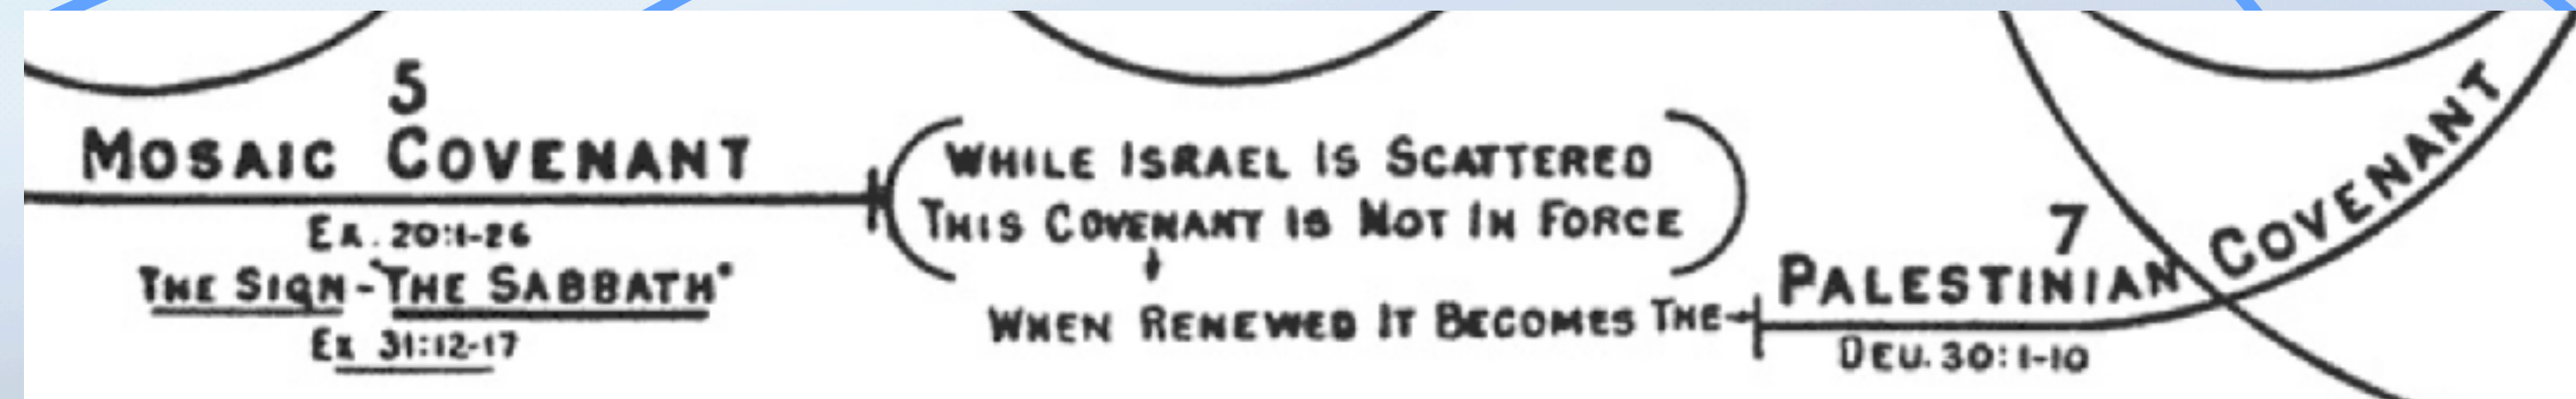 5
MOSAIC COVENANT
EX. 20:1-26
THE SIGN - "THE SABBATH"
EX 31:12-17
(WHILE ISRAEL IS SCATTERED
THIS COVENANT IS NOT IN FORCE)
WHEN RENEWED IT BECOMES THE
7
PALESTINIAN COVENANT
DEU. 30:1-10